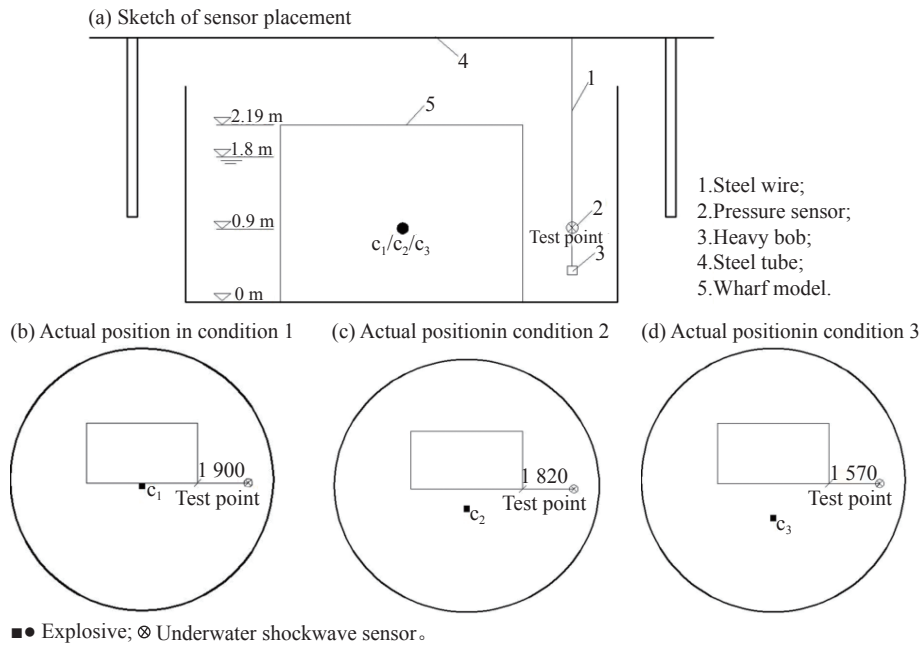 (a) Sketch of sensor placement
4
1
5
2.19 m
1.8 m
0.9 m
c₁/c₂/c₃
2
Test point
3
0 m
1.Steel wire;
2.Pressure sensor;
3.Heavy bob;
4.Steel tube;
5.Wharf model.
(b) Actual position in condition 1
(c) Actual positionin condition 2
(d) Actual positionin condition 3
1 900
c₁
Test point
1 820
c₂
Test point
1 570
c₃
Test point
■● Explosive; ⊗ Underwater shockwave sensor。